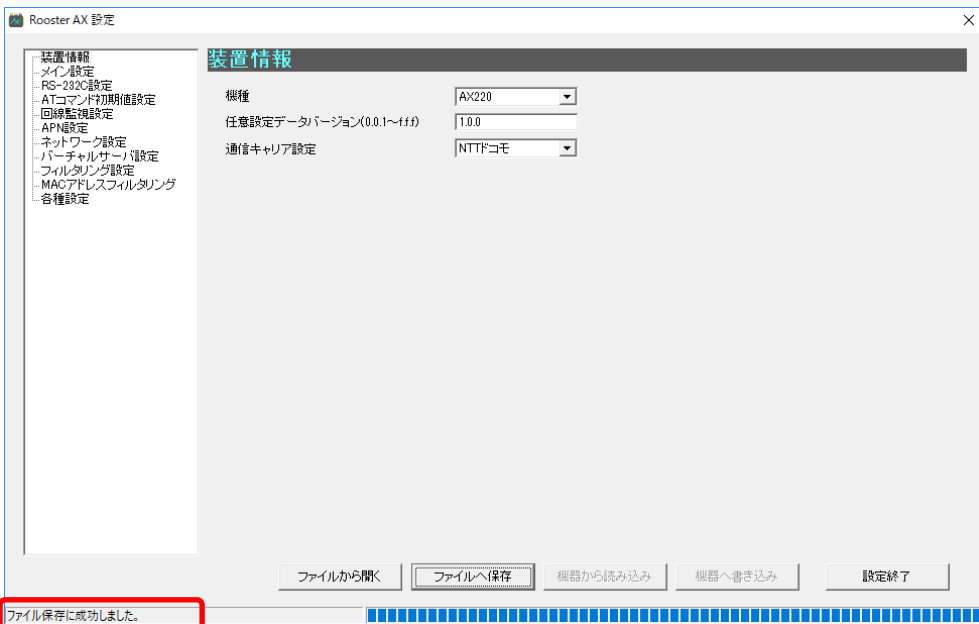 Rooster AX 設定
装置情報
メイン設定
RS-232C設定
ATコマンド初期値設定
回線監視設定
APN設定
ネットワーク設定
バーチャルサーバ設定
フィルタリング設定
MACアドレスフィルタリング
各種設定
装置情報
機種 AX220
任意設定データバージョン(0.0.1～f.f.f) 1.0.0
通信キャリア設定 NTTドコモ
ファイルから開く ファイルへ保存 機器から読み込み 機器へ書き込み 設定終了
ファイル保存に成功しました。